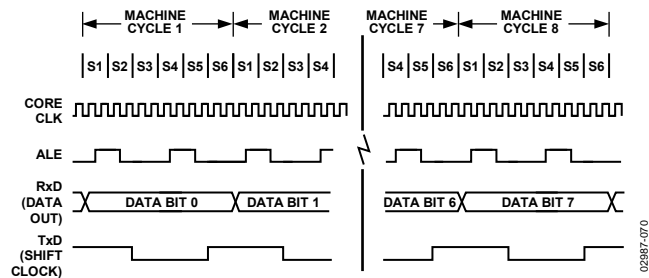 MACHINE CYCLE 1
MACHINE CYCLE 2
MACHINE CYCLE 7
MACHINE CYCLE 8
S1 S2 S3 S4 S5 S6 S1 S2 S3 S4
S4 S5 S6 S1 S2 S3 S4 S5 S6
CORE
CLK
ALE
RxD
(DATA
OUT)
DATA BIT 0
DATA BIT 1
DATA BIT 6
DATA BIT 7
TxD
(SHIFT
CLOCK)
02987-070